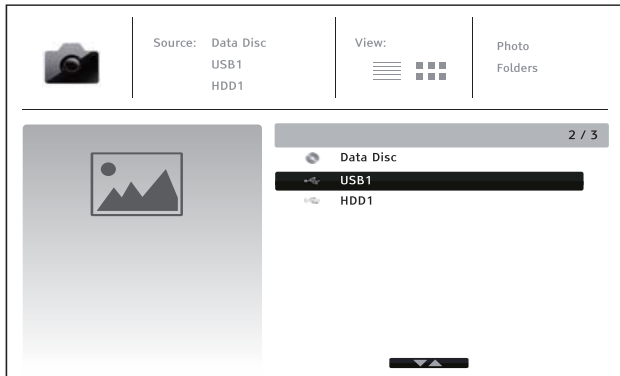 Source: Data Disc
USB1
HDD1
View:
Photo
Folders
2 / 3
Data Disc
USB1
HDD1